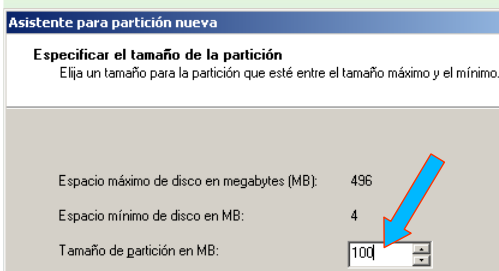 Asistente para partición nueva
Especificar el tamaño de la partición
Elija un tamaño para la partición que esté entre el tamaño máximo y el mínimo.
Espacio máximo de disco en megabytes (MB): 496
Espacio mínimo de disco en MB: 4
Tamaño de partición en MB: 100